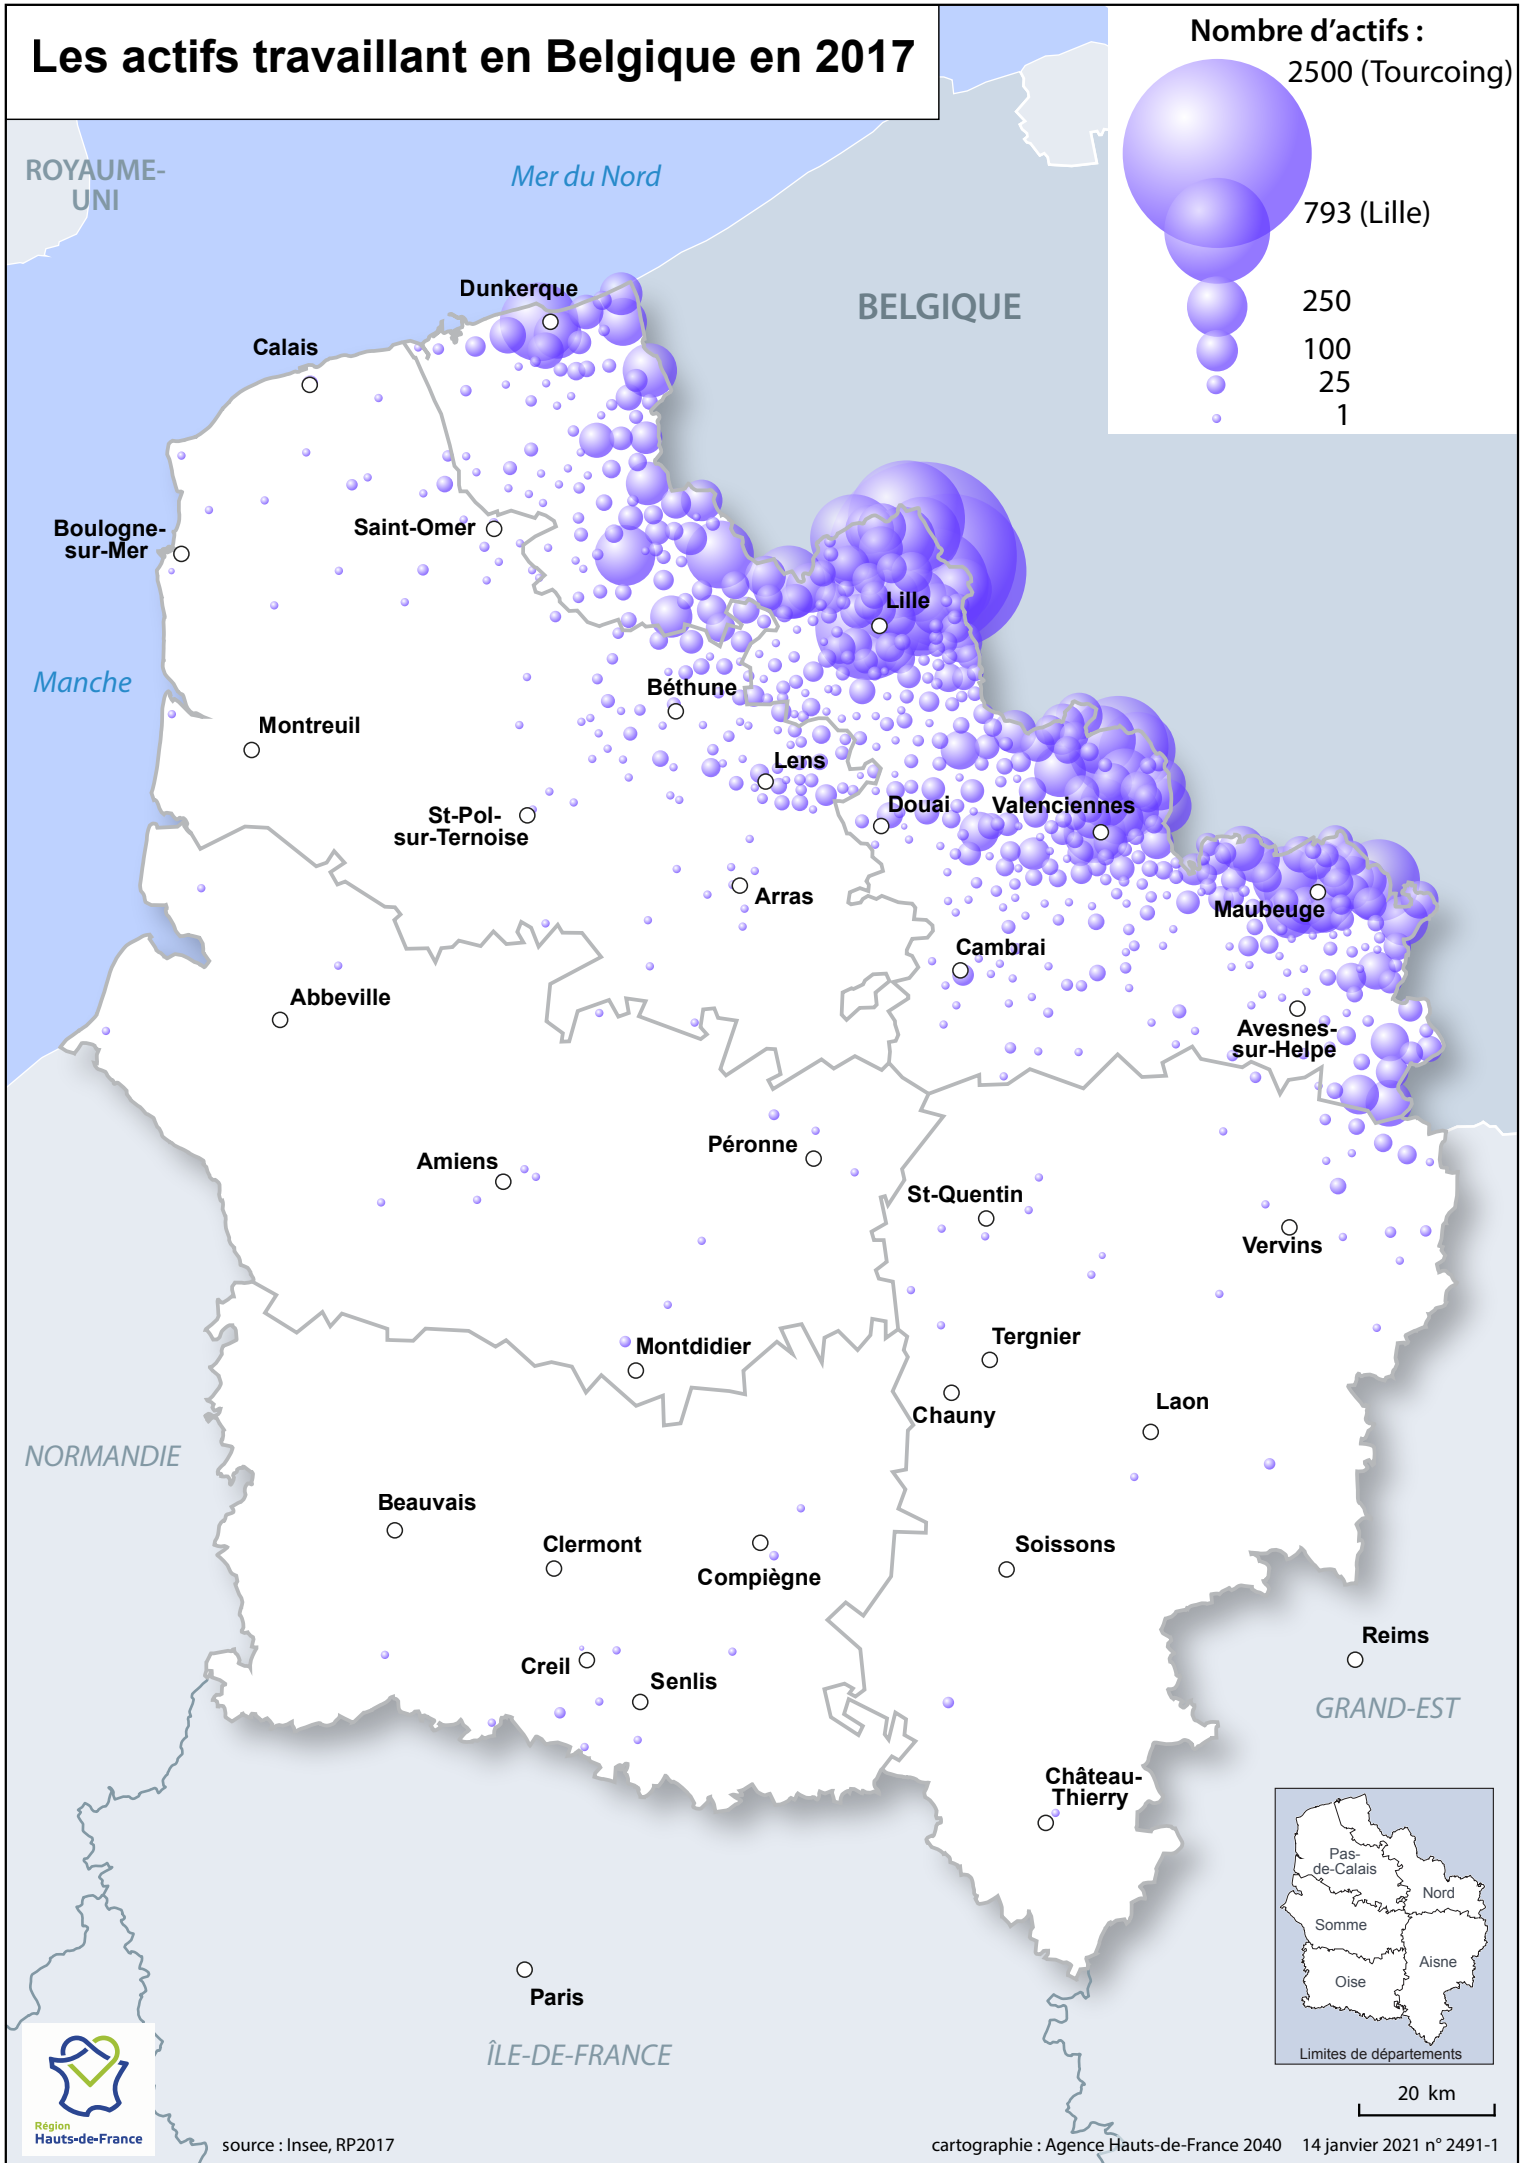 Les actifs travaillant en Belgique en 2017
Nombre d'actifs :
2500 (Tourcoing)
793 (Lille)
250
100
25
1
ROYAUME-
UNI
Mer du Nord
BELGIQUE
Dunkerque
Calais
Boulogne-
sur-Mer
Saint-Omer
Lille
Manche
Béthune
Montreuil
Lens
St-Pol-
sur-Ternoise
Douai
Valenciennes
Arras
Maubeuge
Cambrai
Abbeville
Avesnes-
sur-Helpe
Amiens
Péronne
St-Quentin
Vervins
Montdidier
Tergnier
Chauny
Laon
NORMANDIE
Beauvais
Clermont
Compiègne
Soissons
Reims
Creil
Senlis
GRAND-EST
Château-
Thierry
Pas-
de-Calais
Nord
Somme
Aisne
Oise
Limites de départements
Paris
ÎLE-DE-FRANCE
20 km
Région
Hauts-de-France
source : Insee, RP2017
cartographie : Agence Hauts-de-France 2040 14 janvier 2021 n° 2491-1